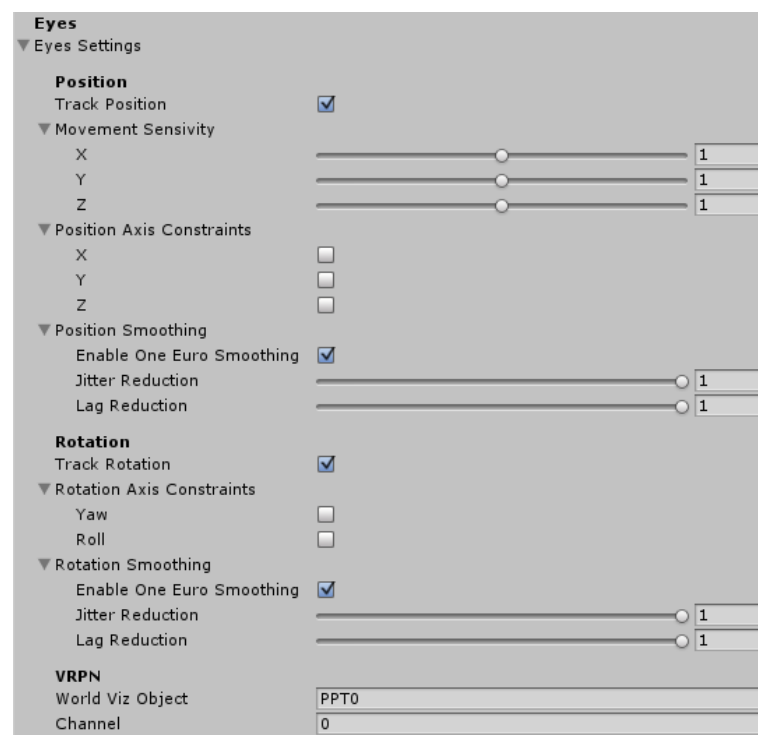 Eyes
Eyes Settings
Position
Track Position
Movement Sensivity
X 1
Y 1
Z 1
Position Axis Constraints
X
Y
Z
Position Smoothing
Enable One Euro Smoothing
Jitter Reduction 1
Lag Reduction 1
Rotation
Track Rotation
Rotation Axis Constraints
Yaw
Roll
Rotation Smoothing
Enable One Euro Smoothing
Jitter Reduction 1
Lag Reduction 1
VRPN
World Viz Object PPT0
Channel 0